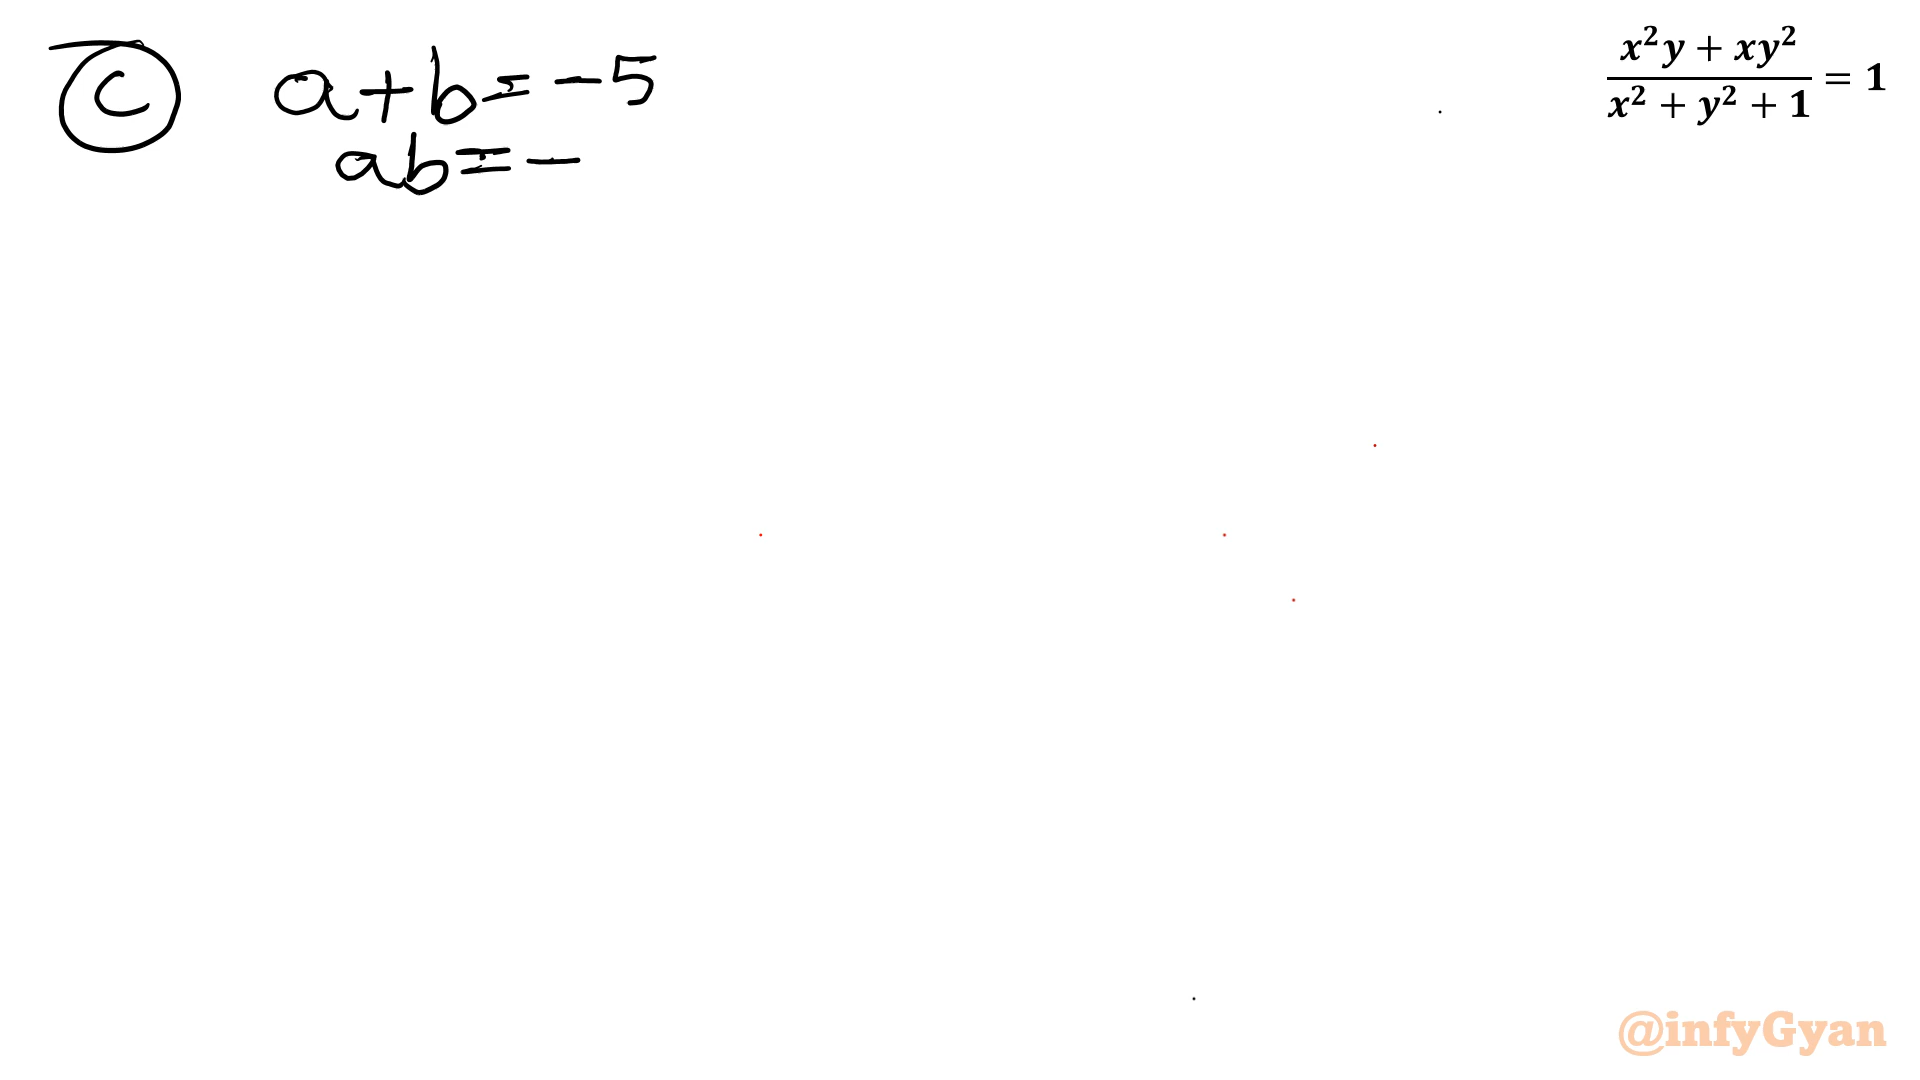 C a+b=-5
ab=-
x²y + xy²
x² + y² + 1 = 1
@infyGyan